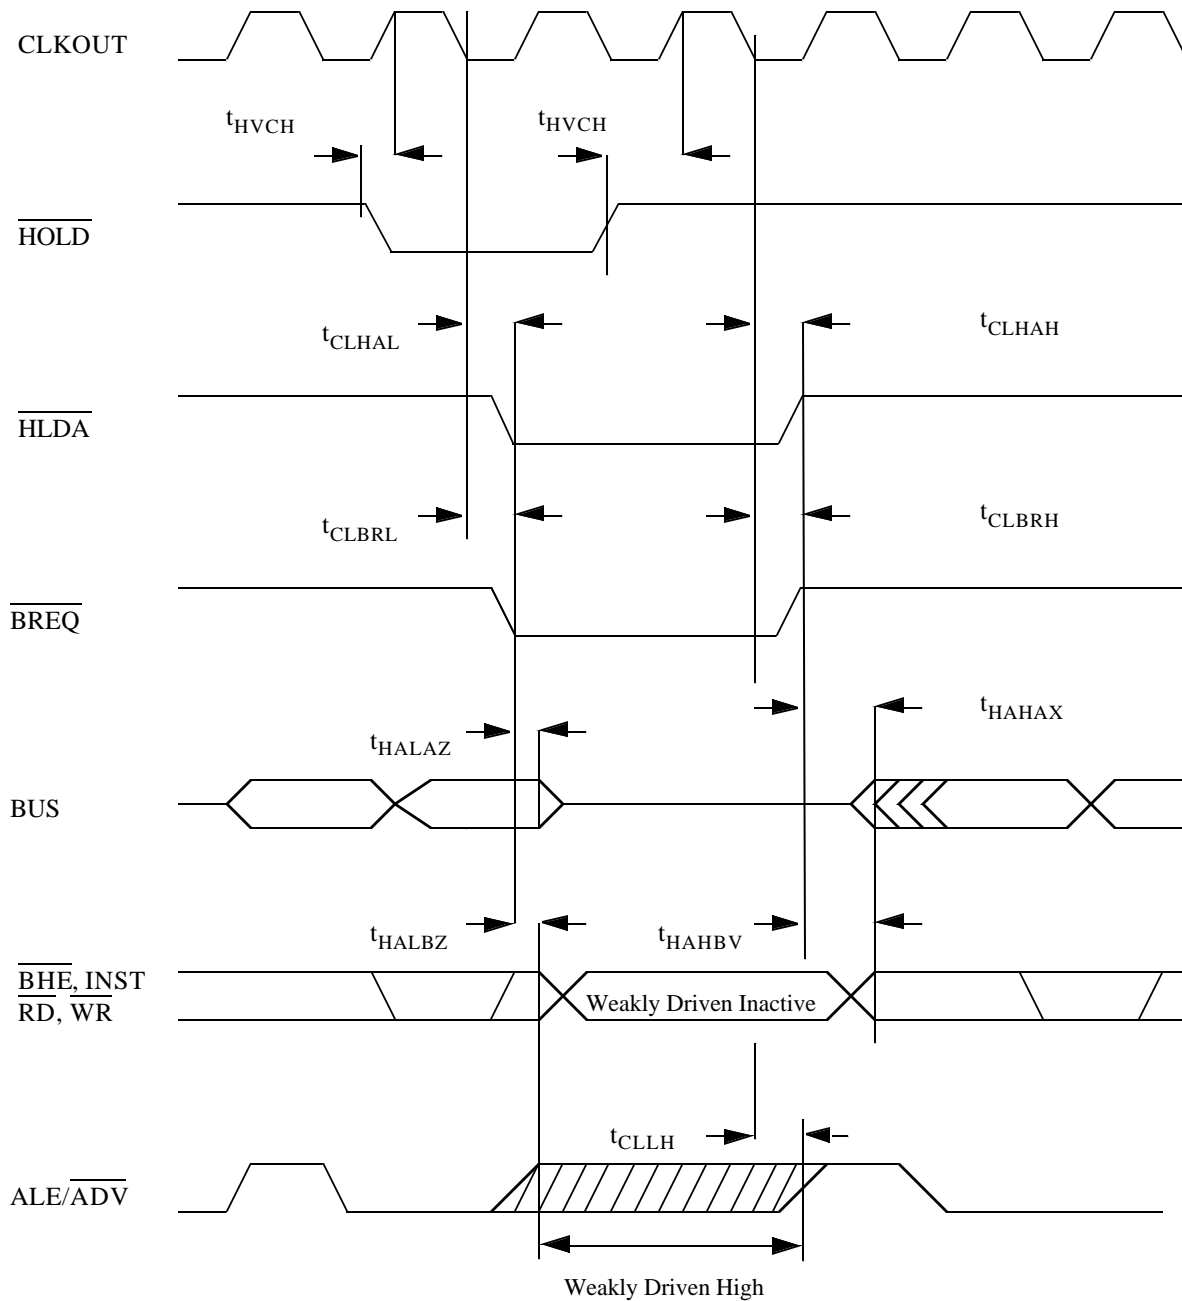 CLKOUT
tHVCH tHVCH
HOLD
tCLHAL tCLHAH
HLDA
tCLBRL tCLBRH
BREQ
tHAHAX
tHALAZ
BUS
tHALBZ tHAHBV
BHE, INST
RD, WR
Weakly Driven Inactive
tCLLH
ALE/ADV
Weakly Driven High